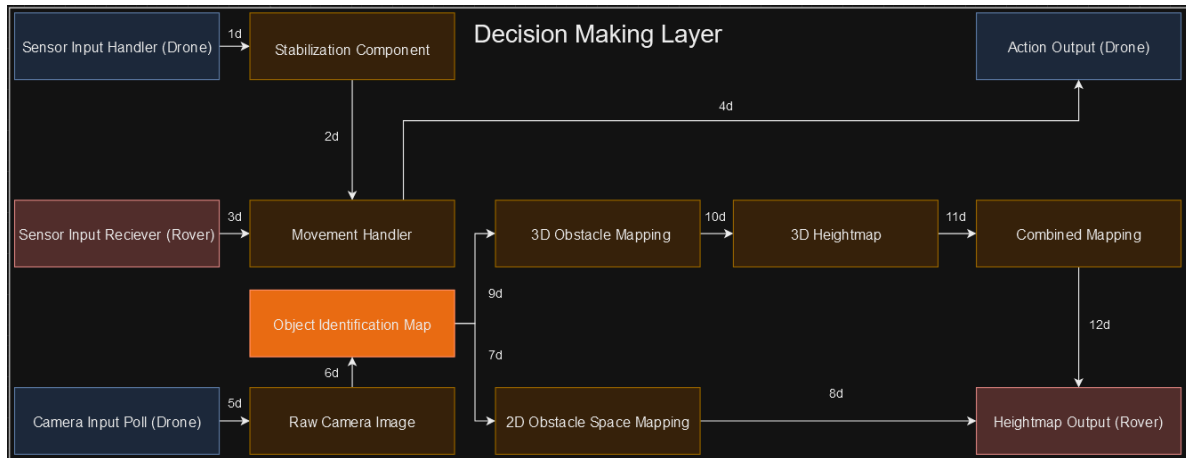 Decision Making Layer
Sensor Input Handler (Drone)
1d
Stabilization Component
Action Output (Drone)
4d
2d
Sensor Input Reciever (Rover)
3d
Movement Handler
3D Obstacle Mapping
10d
3D Heightmap
11d
Combined Mapping
9d
Object Identification Map
12d
7d
6d
Camera Input Poll (Drone)
5d
Raw Camera Image
2D Obstacle Space Mapping
8d
Heightmap Output (Rover)